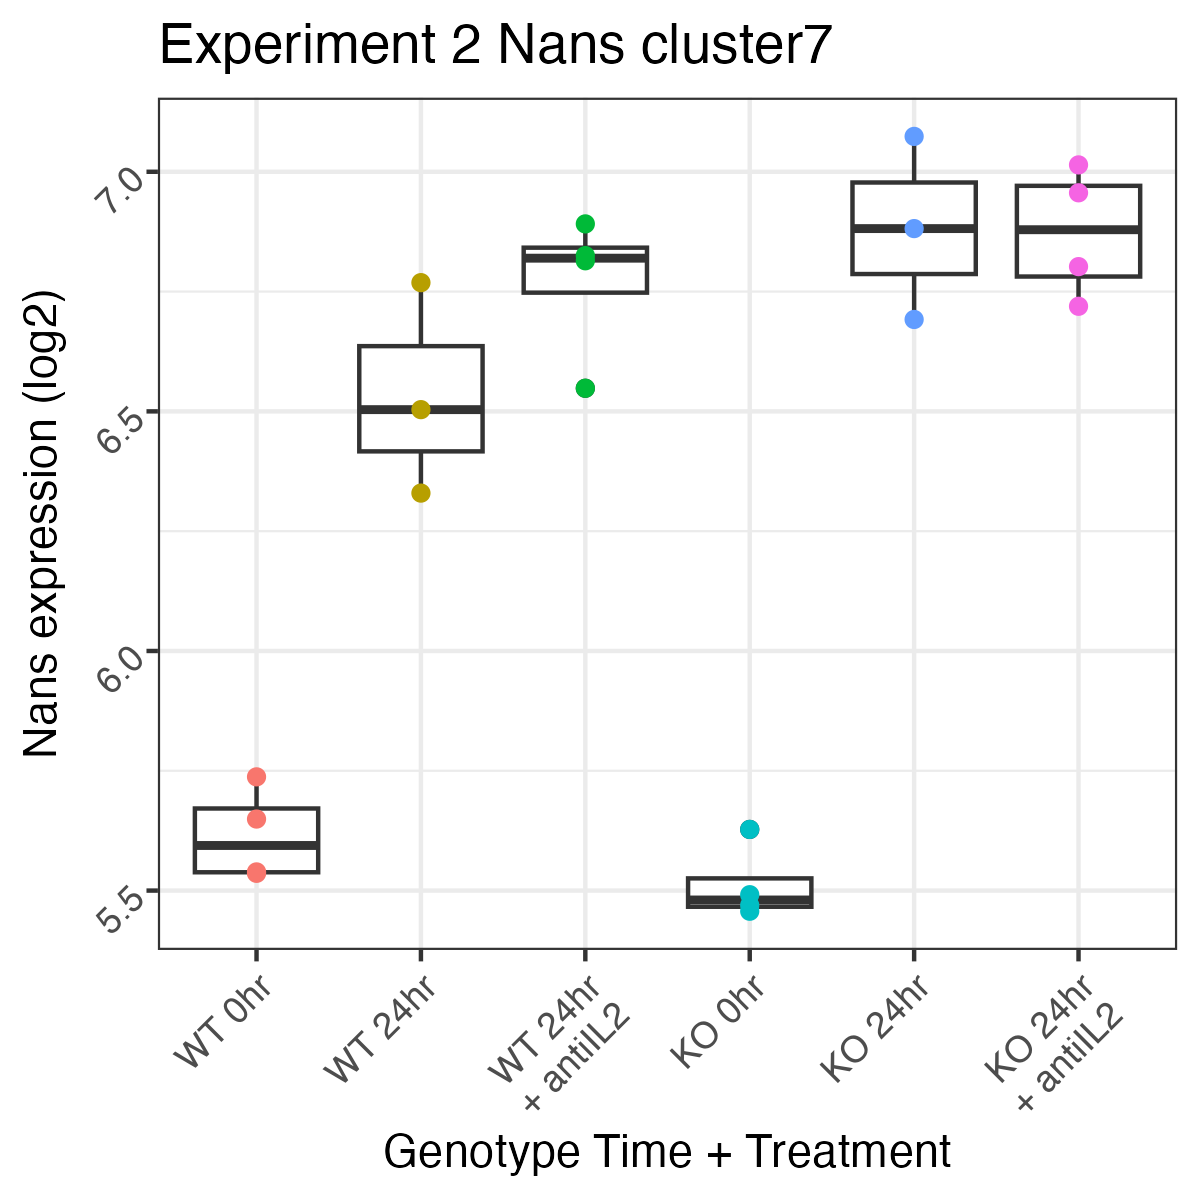 Experiment 2 Nans cluster7
Nans expression (log2)
7.0
6.5
6.0
5.5
WT 0hr
WT 24hr
WT 24hr
+ antiIL2
KO 0hr
KO 24hr
KO 24hr
+ antiIL2
Genotype Time + Treatment